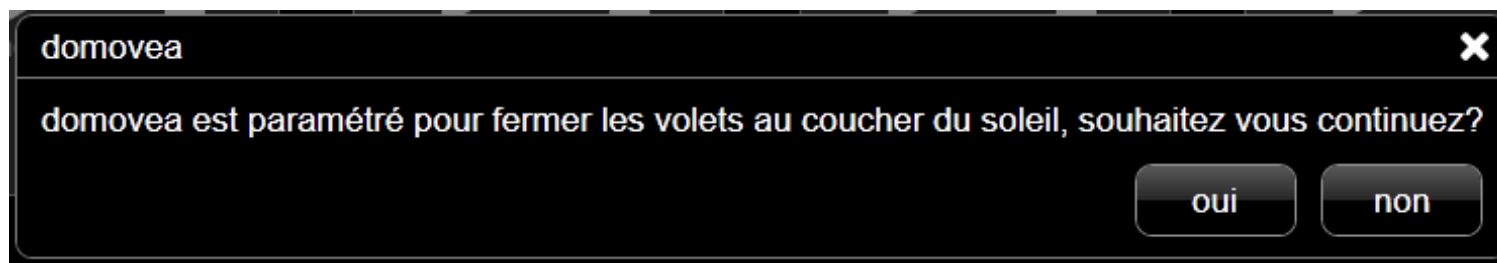 domovea
domovea est paramétré pour fermer les volets au coucher du soleil, souhaitez vous continuez?
oui non